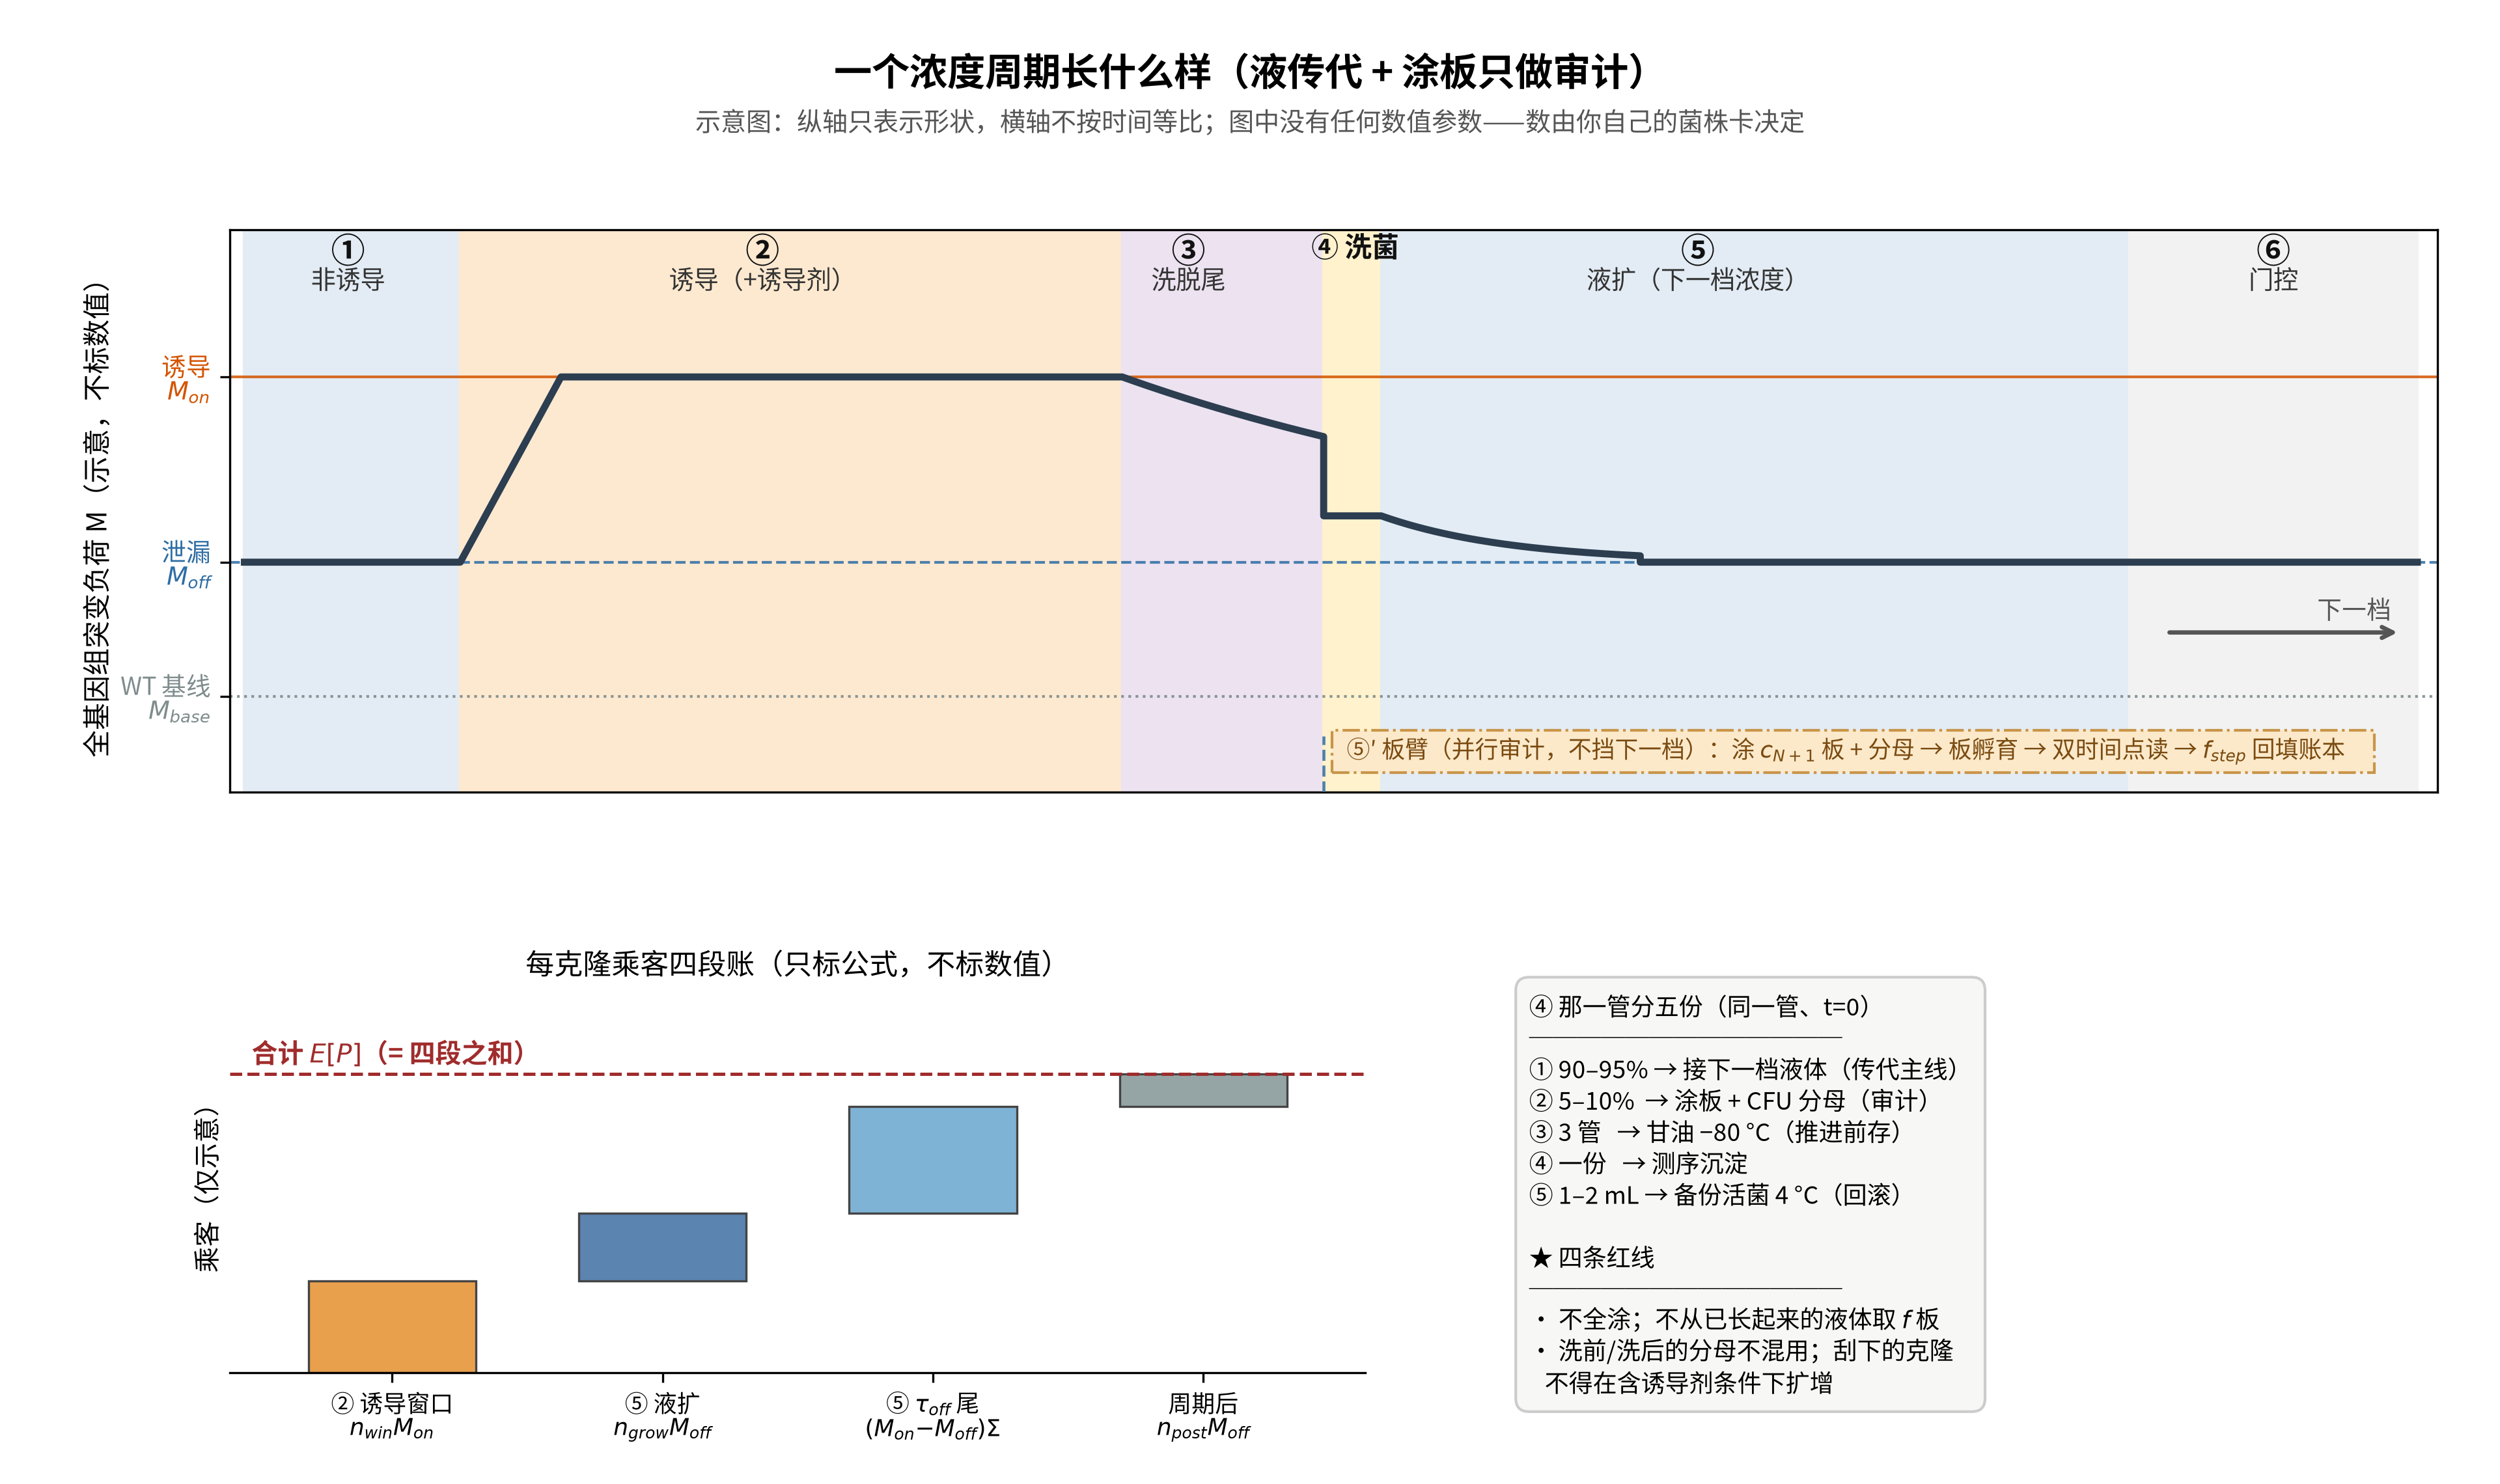 一个浓度周期长什么样（液传代 + 涂板只做审计）
示意图：纵轴只表示形状，横轴不按时间等比；图中没有任何数值参数——数由你自己的菌株卡决定
全基因组突变负荷 M（示意，不标数值）
①
非诱导
②
诱导（+诱导剂）
③
洗脱尾
④ 洗菌
⑤
液扩（下一档浓度）
⑥
门控
诱导
M_on
泄漏
M_off
WT 基线
M_base
下一档
⑤′ 板臂（并行审计，不挡下一档）：涂 c_{N+1} 板 + 分母 → 板孵育 → 双时间点读 → f_step 回填账本
每克隆乘客四段账（只标公式，不标数值）
乘客（仅示意）
合计 E[P]（= 四段之和）
② 诱导窗口
n_win M_on
⑤ 液扩
n_grow M_off
⑤ τ_off 尾
(M_on−M_off)Σ
周期后
n_post M_off
④ 那一管分五份（同一管、t=0）
① 90–95% → 接下一档液体（传代主线）
② 5–10% → 涂板 + CFU 分母（审计）
③ 3 管 → 甘油 −80 °C（推进前存）
④ 一份 → 测序沉淀
⑤ 1–2 mL → 备份活菌 4 °C（回滚）
★ 四条红线
· 不全涂；不从已长起来的液体取 f 板
· 洗前/洗后的分母不混用；刮下的克隆
不得在含诱导剂条件下扩增